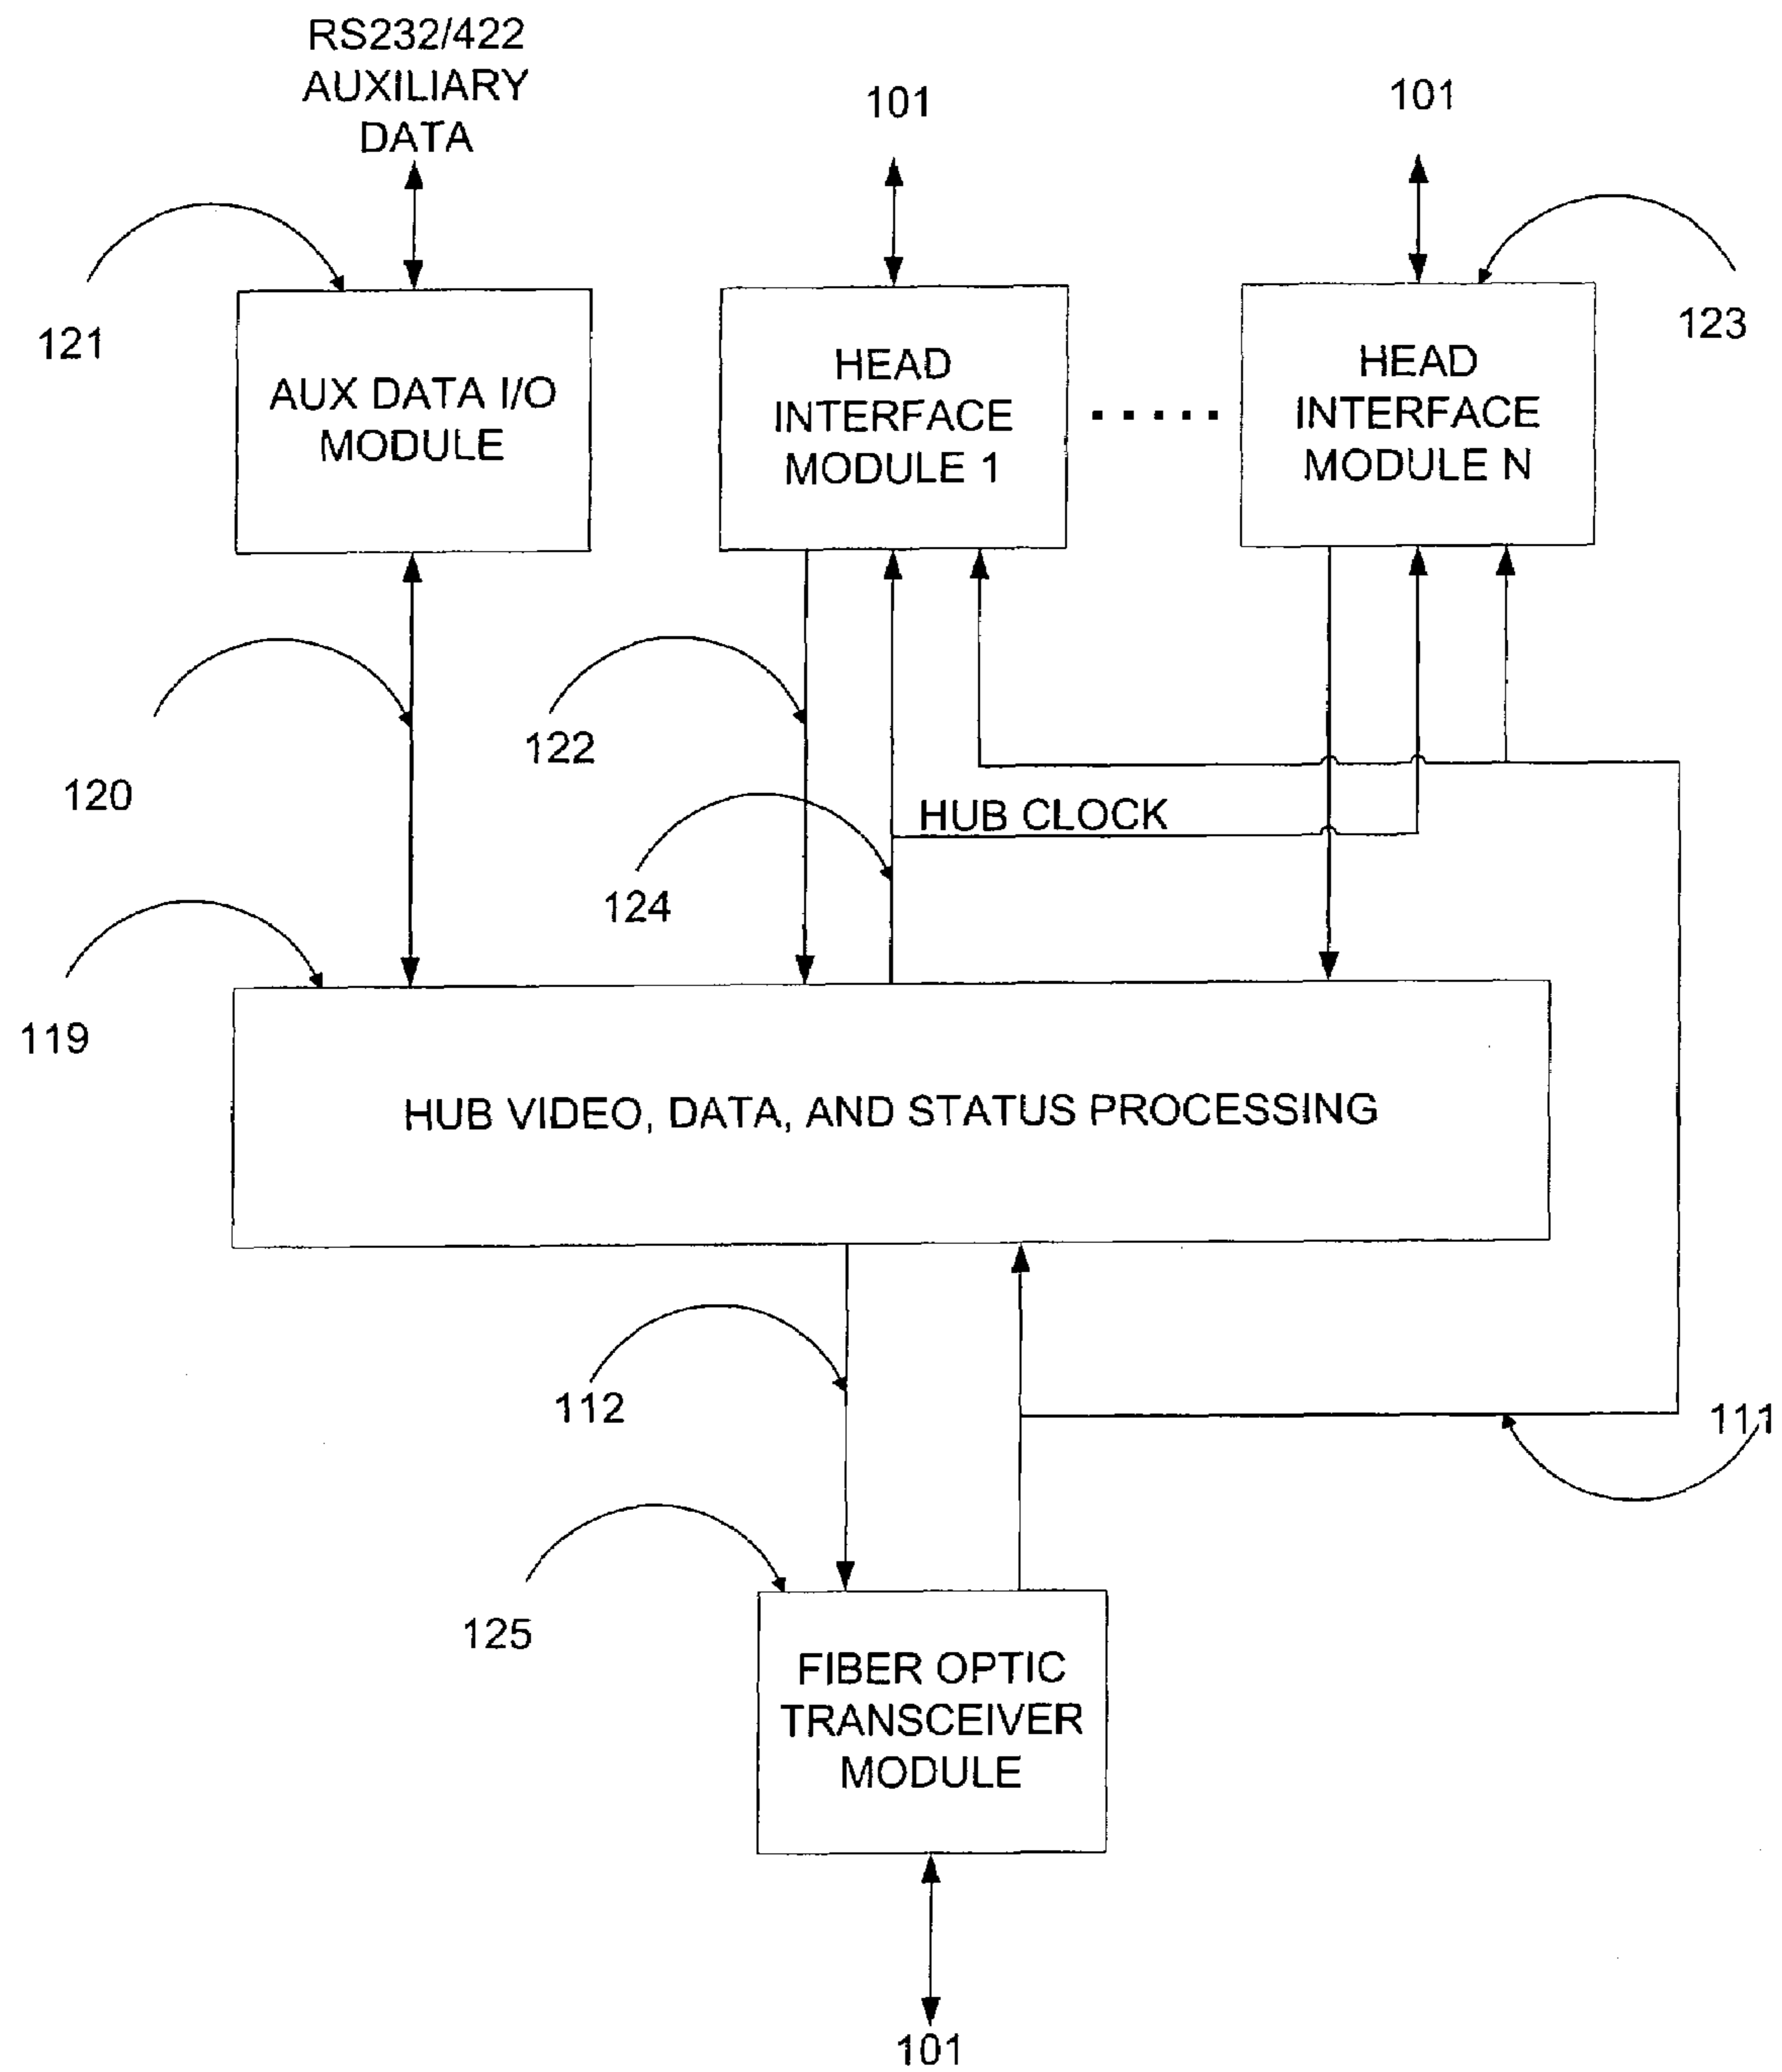 RS232/422
AUXILIARY
DATA
101
101
121
123
AUX DATA I/O
MODULE
HEAD
INTERFACE
MODULE 1
HEAD
INTERFACE
MODULE N
120
122
HUB CLOCK
124
119
HUB VIDEO, DATA, AND STATUS PROCESSING
112
111
125
FIBER OPTIC
TRANSCEIVER
MODULE
101